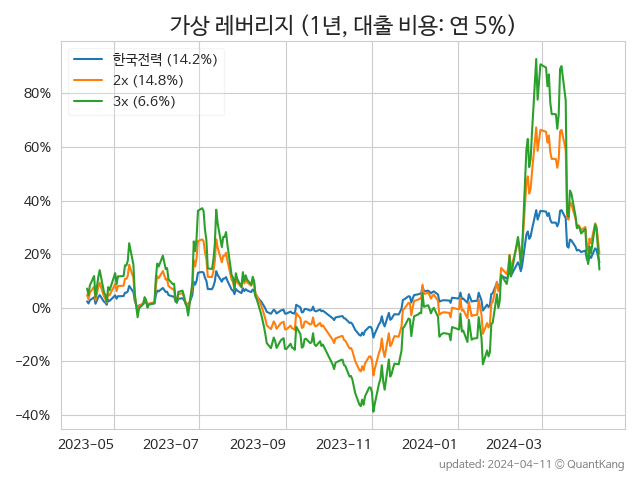 가상 레버리지 (1년, 대출 비용: 연 5%)
한국전력 (14.2%)
2x (14.8%)
3x (6.6%)
80%
60%
40%
20%
0%
−20%
−40%
2023-05 2023-07 2023-09 2023-11 2024-01 2024-03
updated: 2024-04-11 © QuantKang